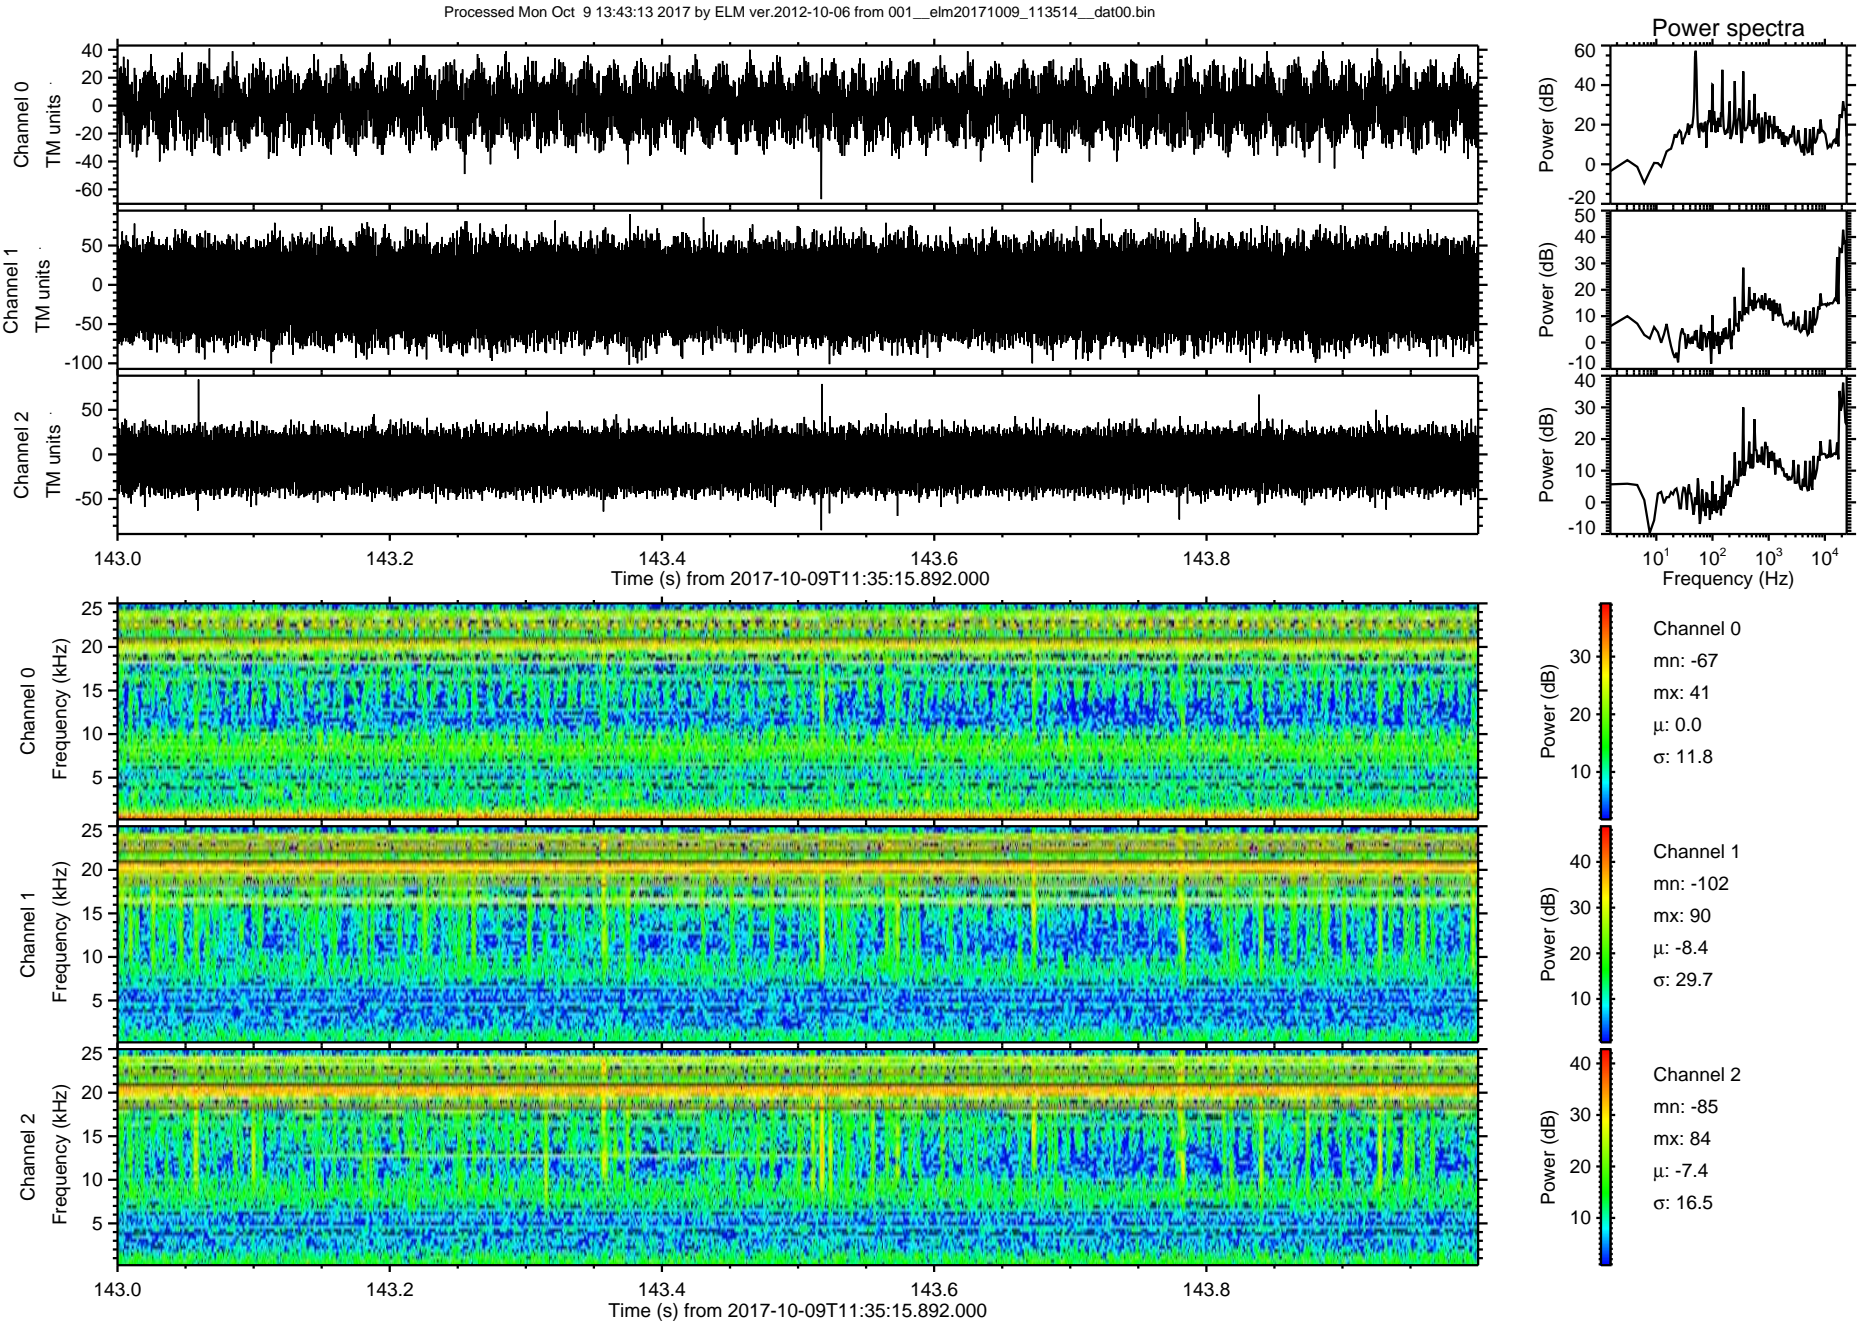 Processed Mon Oct  9 13:43:13 2017 by ELM ver.2012-10-06 from 001__elm20171009_113514__dat00.bin
Power spectra
Channel 0
TM units
40
20
0
-20
-40
-60
Power (dB)
60
40
20
0
-20
Channel 1
TM units
50
0
-50
-100
Power (dB)
50
40
30
20
10
0
-10
Channel 2
TM units
50
0
-50
Power (dB)
40
30
20
10
0
-10
143.0 143.2 143.4 143.6 143.8
Time (s) from 2017-10-09T11:35:15.892.000
10¹ 10² 10³ 10⁴
Frequency (Hz)
Channel 0
Frequency (kHz)
25
20
15
10
5
Power (dB)
30
20
10
Channel 0
mn: -67
mx: 41
μ: 0.0
σ: 11.8
Channel 1
Frequency (kHz)
25
20
15
10
5
Power (dB)
40
30
20
10
Channel 1
mn: -102
mx: 90
μ: -8.4
σ: 29.7
Channel 2
Frequency (kHz)
25
20
15
10
5
Power (dB)
40
30
20
10
Channel 2
mn: -85
mx: 84
μ: -7.4
σ: 16.5
143.0 143.2 143.4 143.6 143.8
Time (s) from 2017-10-09T11:35:15.892.000